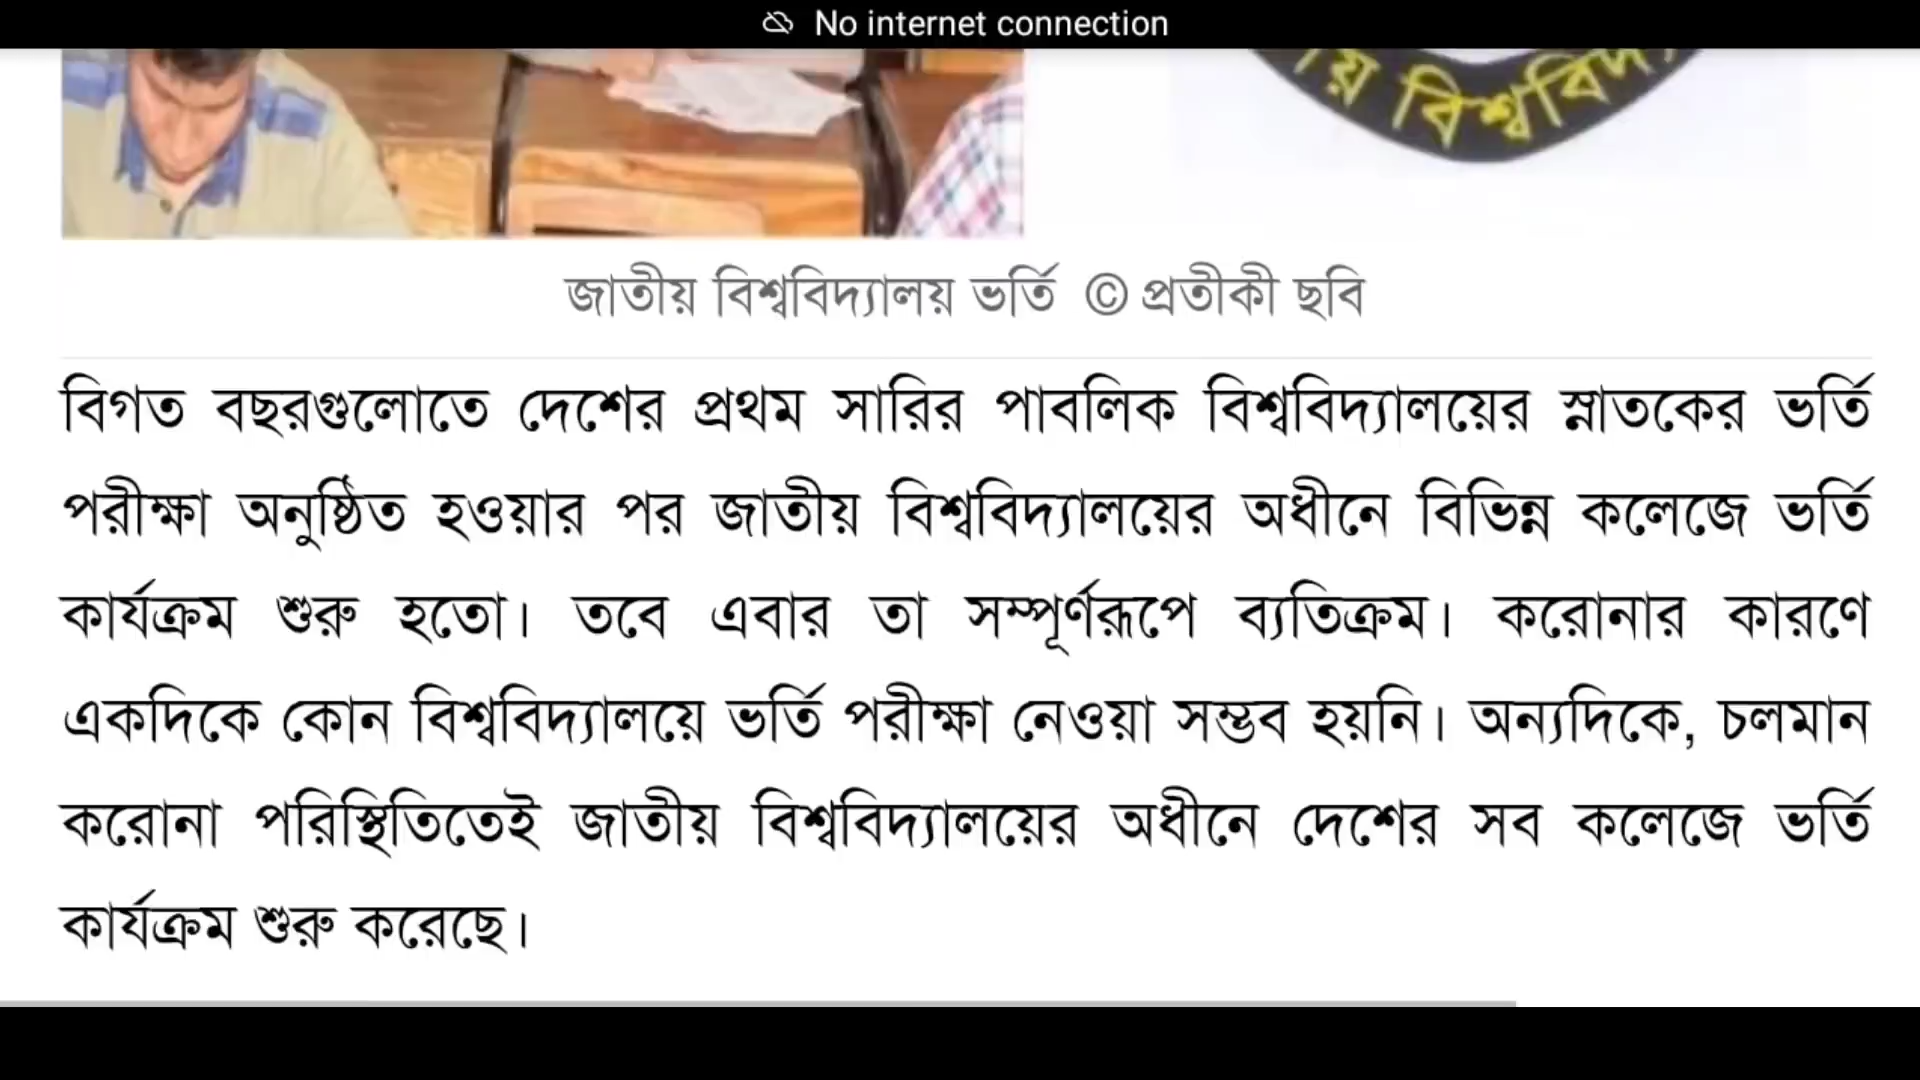 No internet connection
য় বিশ্ববিদ্য
জাতীয় বিশ্ববিদ্যালয় ভর্তি © প্রতীকী ছবি
বিগত বছরগুলোতে দেশের প্রথম সারির পাবলিক বিশ্ববিদ্যালয়ের স্নাতকের ভর্তি
পরীক্ষা অনুষ্ঠিত হওয়ার পর জাতীয় বিশ্ববিদ্যালয়ের অধীনে বিভিন্ন কলেজে ভর্তি
কার্যক্রম শুরু হতো। তবে এবার তা সম্পূর্ণরূপে ব্যতিক্রম। করোনার কারণে
একদিকে কোন বিশ্ববিদ্যালয়ে ভর্তি পরীক্ষা নেওয়া সম্ভব হয়নি। অন্যদিকে, চলমান
করোনা পরিস্থিতিতেই জাতীয় বিশ্ববিদ্যালয়ের অধীনে দেশের সব কলেজে ভর্তি
কার্যক্রম শুরু করেছে।